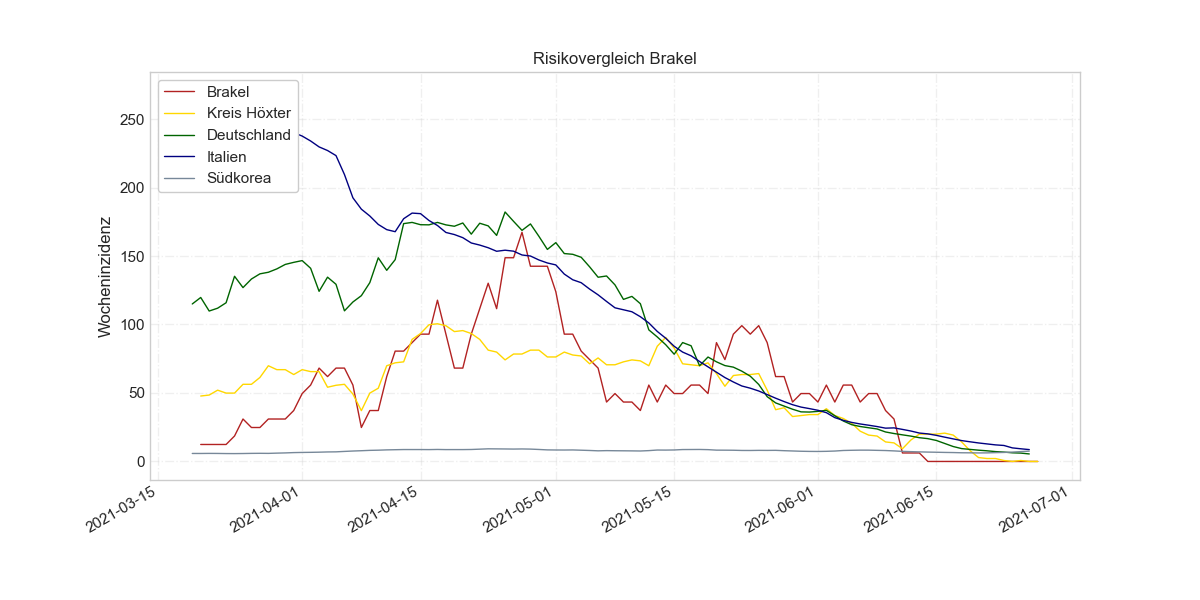 Risikovergleich Brakel
Brakel
Kreis Höxter
Deutschland
Italien
Südkorea
Wocheninzidenz
250
200
150
100
50
0
2021-03-15
2021-04-01
2021-04-15
2021-05-01
2021-05-15
2021-06-01
2021-06-15
2021-07-01